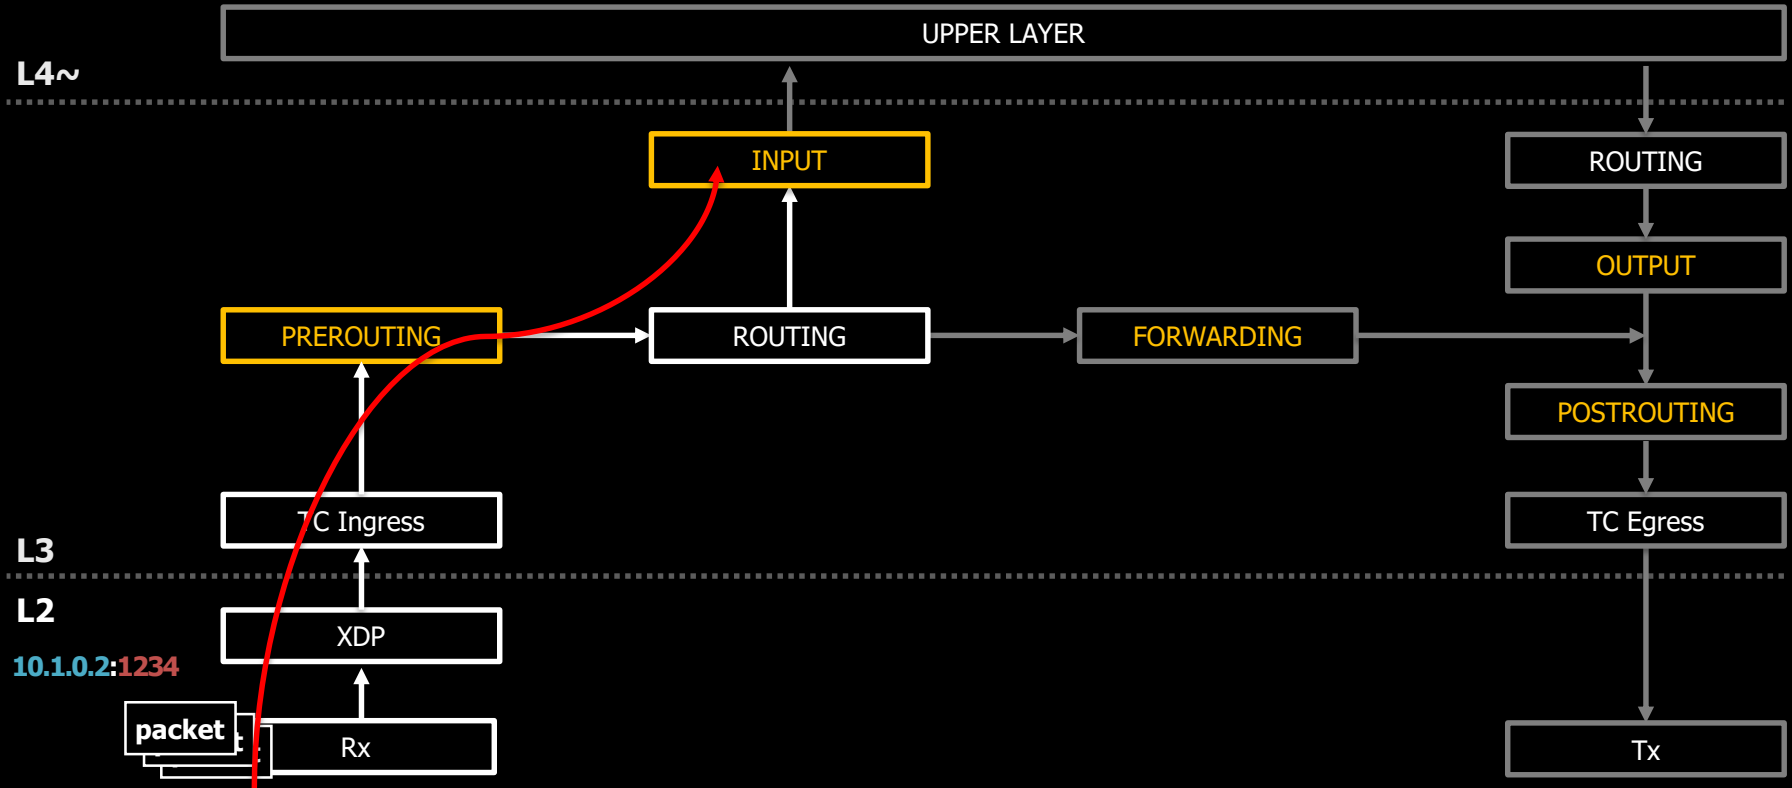 UPPER LAYER
L4~
INPUT
ROUTING
OUTPUT
PREROUTING
ROUTING
FORWARDING
POSTROUTING
TC Ingress
TC Egress
L3
L2
XDP
10.1.0.2:1234
packet
t
Rx
Tx